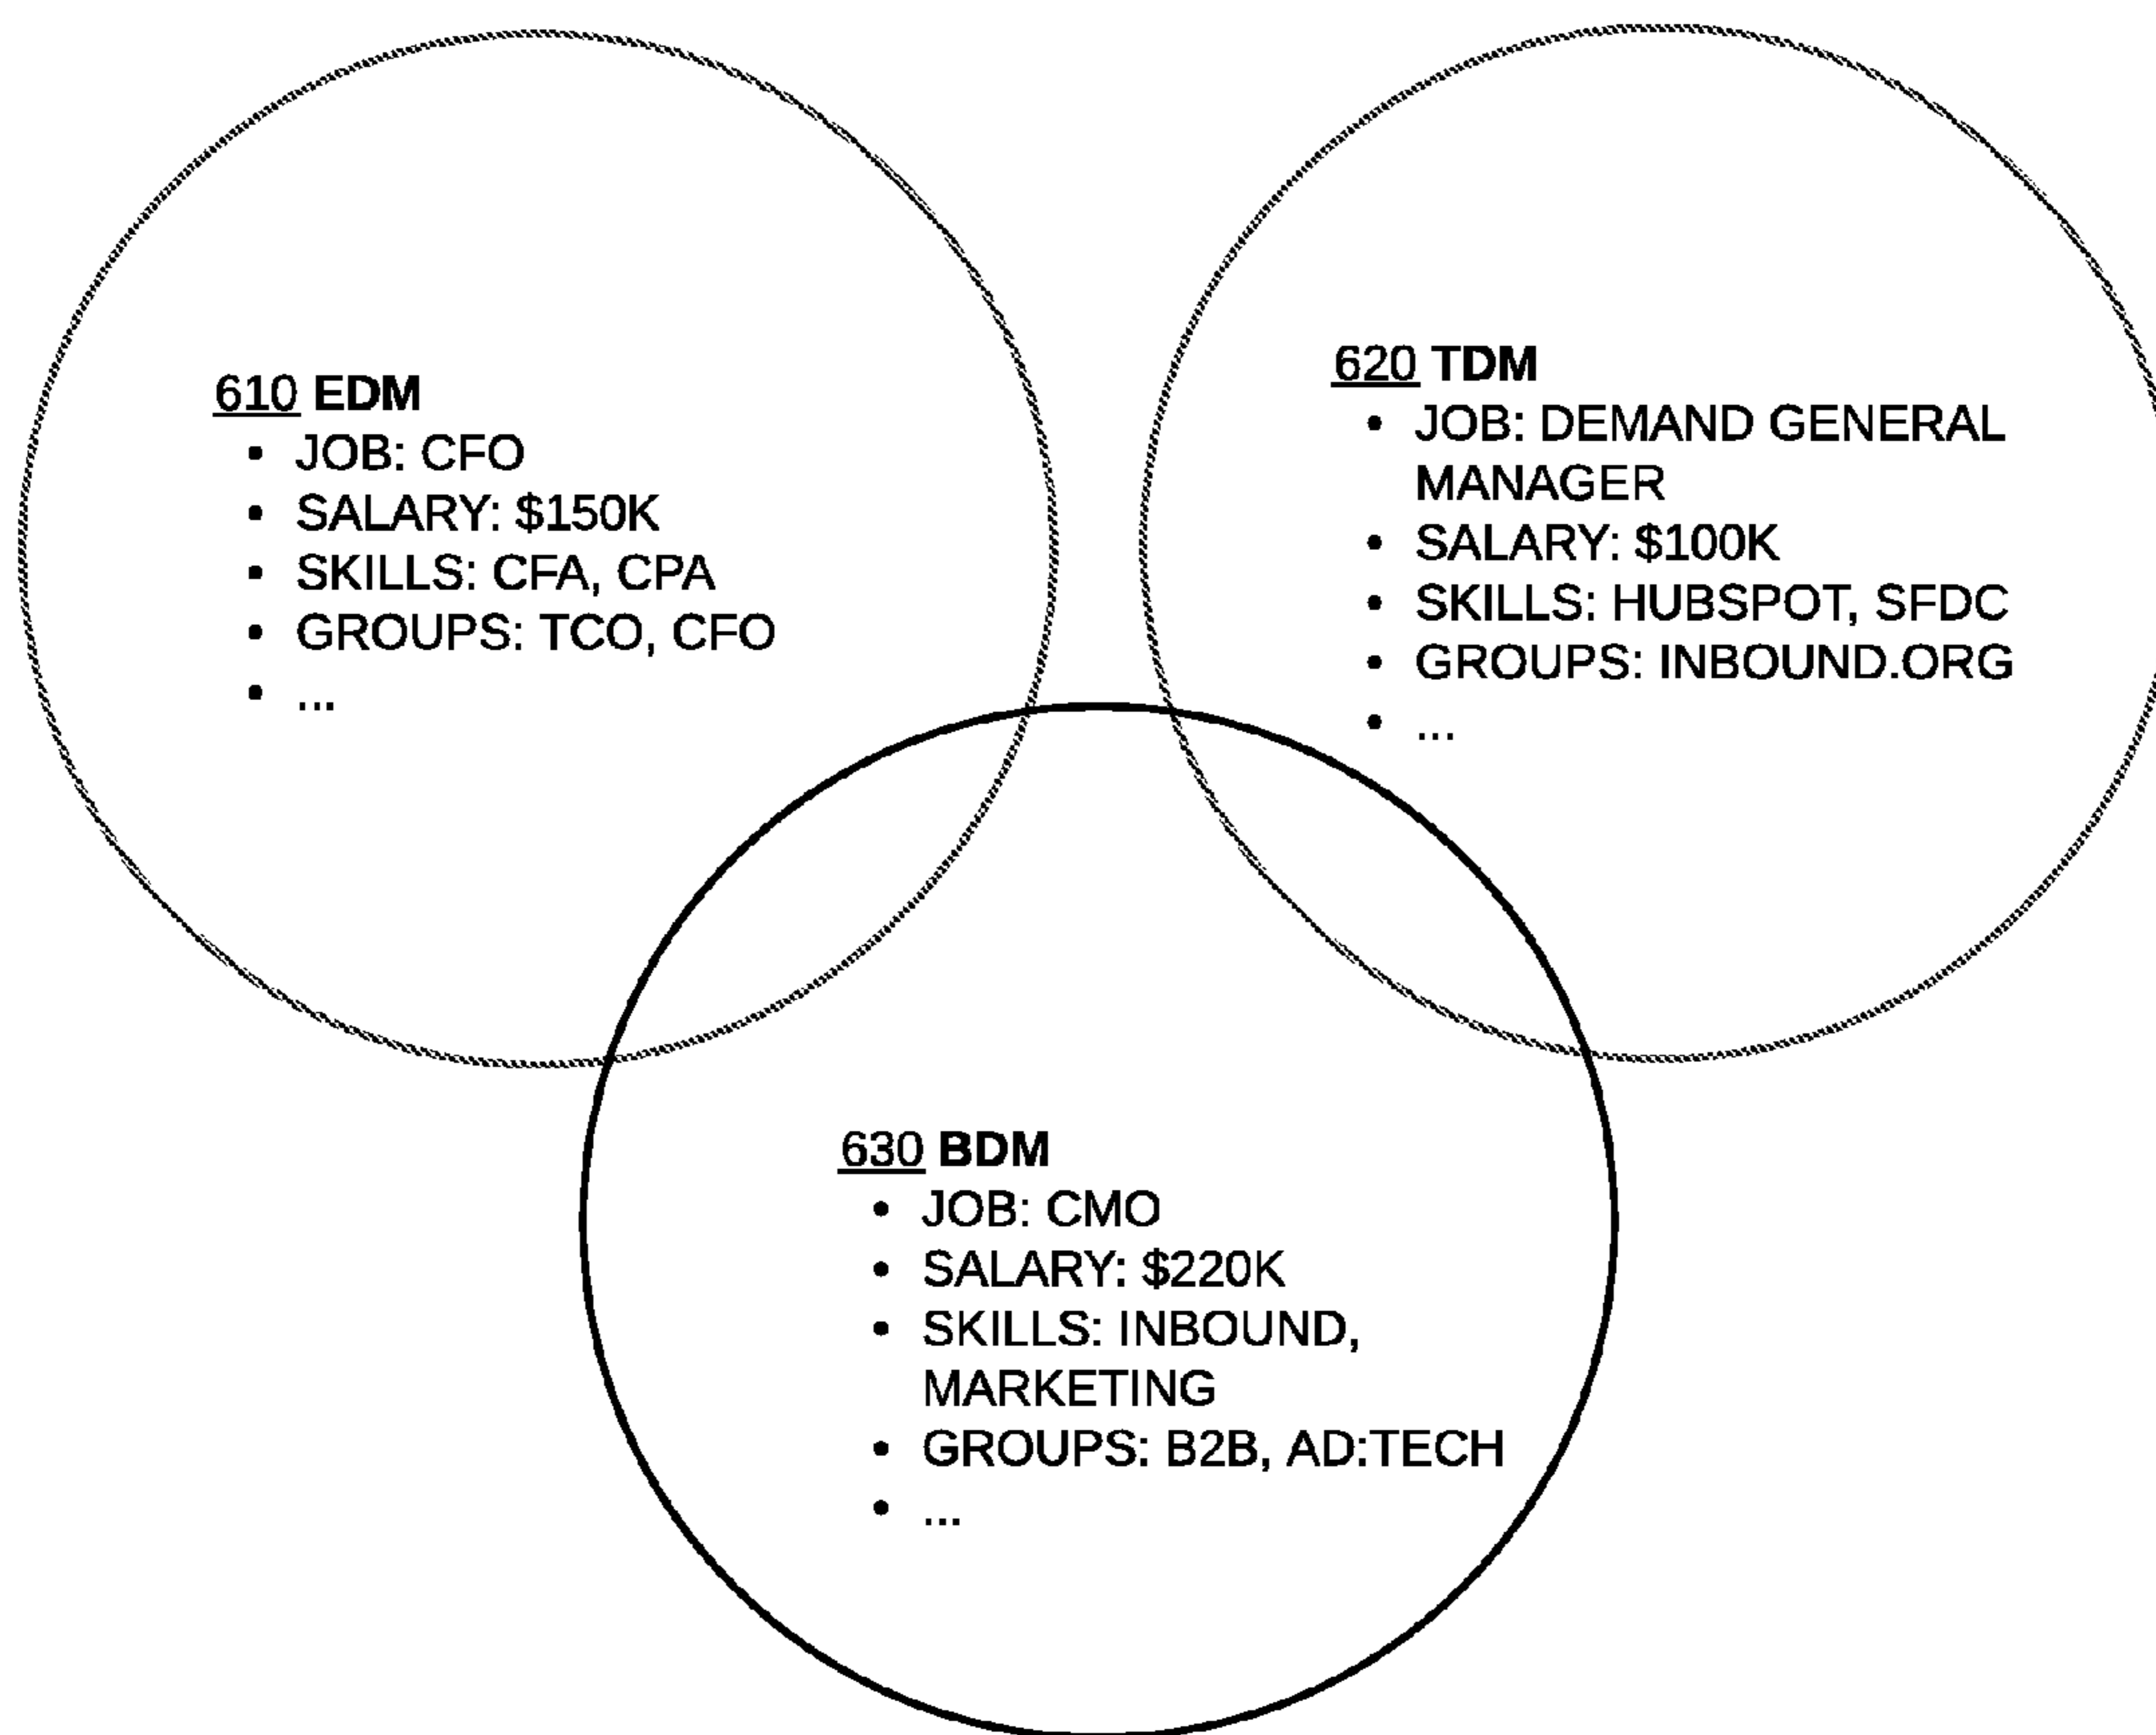 610 EDM
• JOB: CFO
• SALARY: $150K
• SKILLS: CFA, CPA
• GROUPS: TCO, CFO
• ...
620 TDM
• JOB: DEMAND GENERAL
MANAGER
• SALARY: $100K
• SKILLS: HUBSPOT, SFDC
• GROUPS: INBOUND.ORG
• ...
630 BDM
• JOB: CMO
• SALARY: $220K
• SKILLS: INBOUND,
MARKETING
• GROUPS: B2B, AD:TECH
• ...